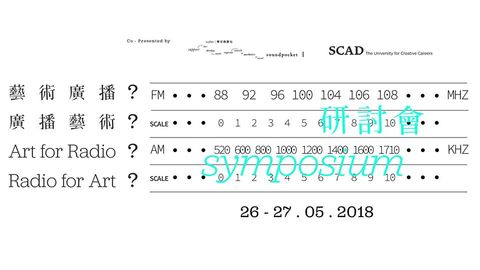 Co - Presented by
soundpocket
SCAD The University for Creative Careers
藝術廣播? FM 88 92 96 100 104 106 108 MHZ
廣播藝術? SCALE 0 1 2 3 4 5 6 7 8 9 10
研討會
Art for Radio ? AM 520 600 800 1000 1200 1400 1600 1710 KHZ
symposium
Radio for Art ? SCALE 0 1 2 3 4 5 6 7 8 9 10
26 - 27 . 05 . 2018